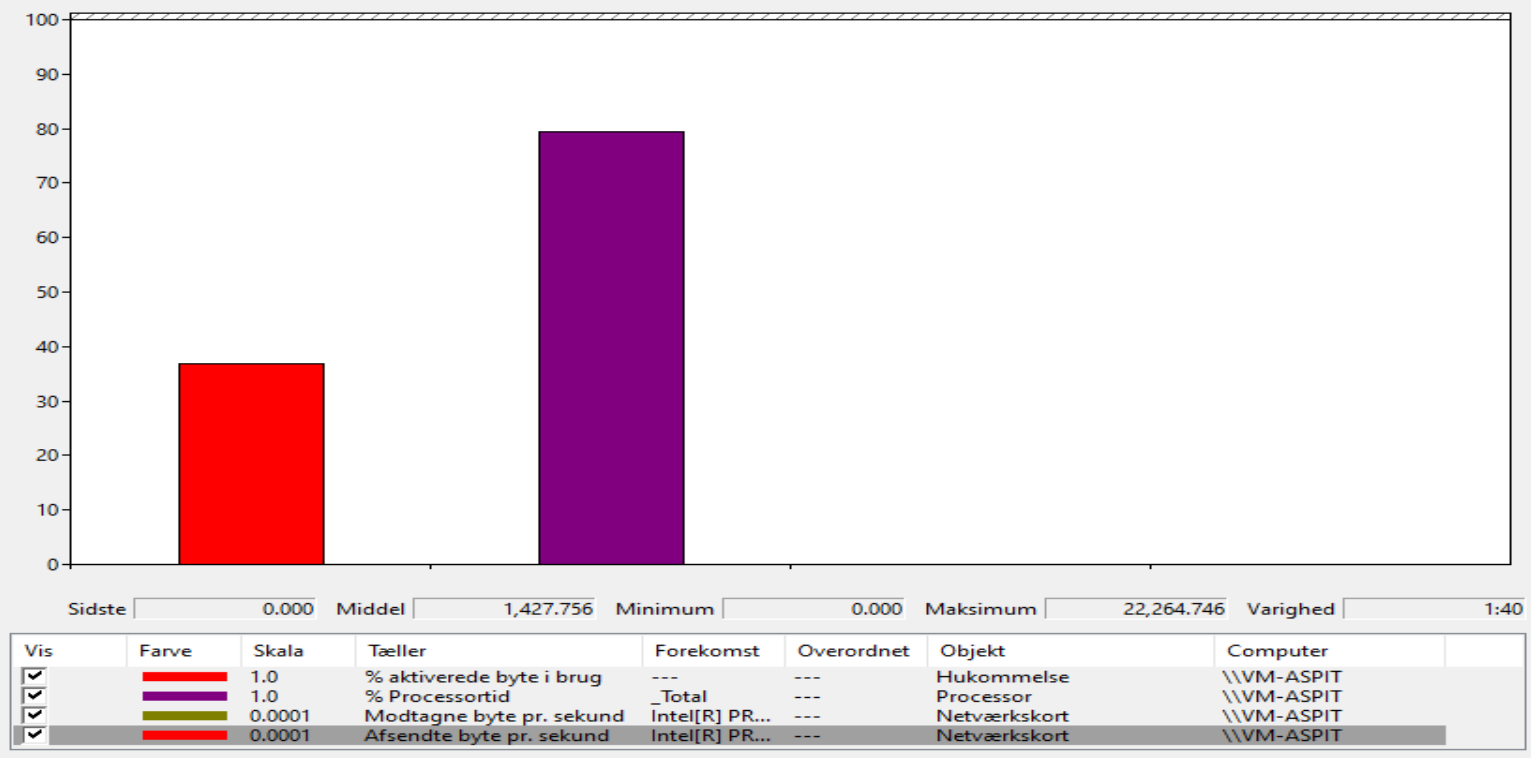 100
90
80
70
60
50
40
30
20
10
0
Sidste 0.000 Middel 1,427.756 Minimum 0.000 Maksimum 22,264.746 Varighed 1:40
Vis Farve Skala Tæller Forekomst Overordnet Objekt Computer
1.0 % aktiverede byte i brug --- --- Hukommelse \\VM-ASPIT
1.0 % Processortid _Total --- Processor \\VM-ASPIT
0.0001 Modtagne byte pr. sekund Intel[R] PR... --- Netværkskort \\VM-ASPIT
0.0001 Afsendte byte pr. sekund Intel[R] PR... --- Netværkskort \\VM-ASPIT